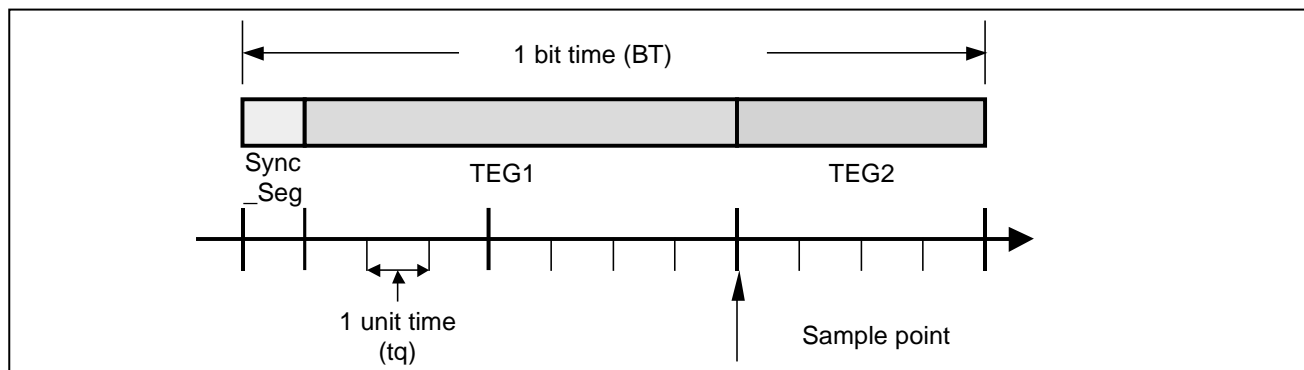 1 bit time (BT)
Sync
_Seg
TEG1
TEG2
1 unit time
(tq)
Sample point